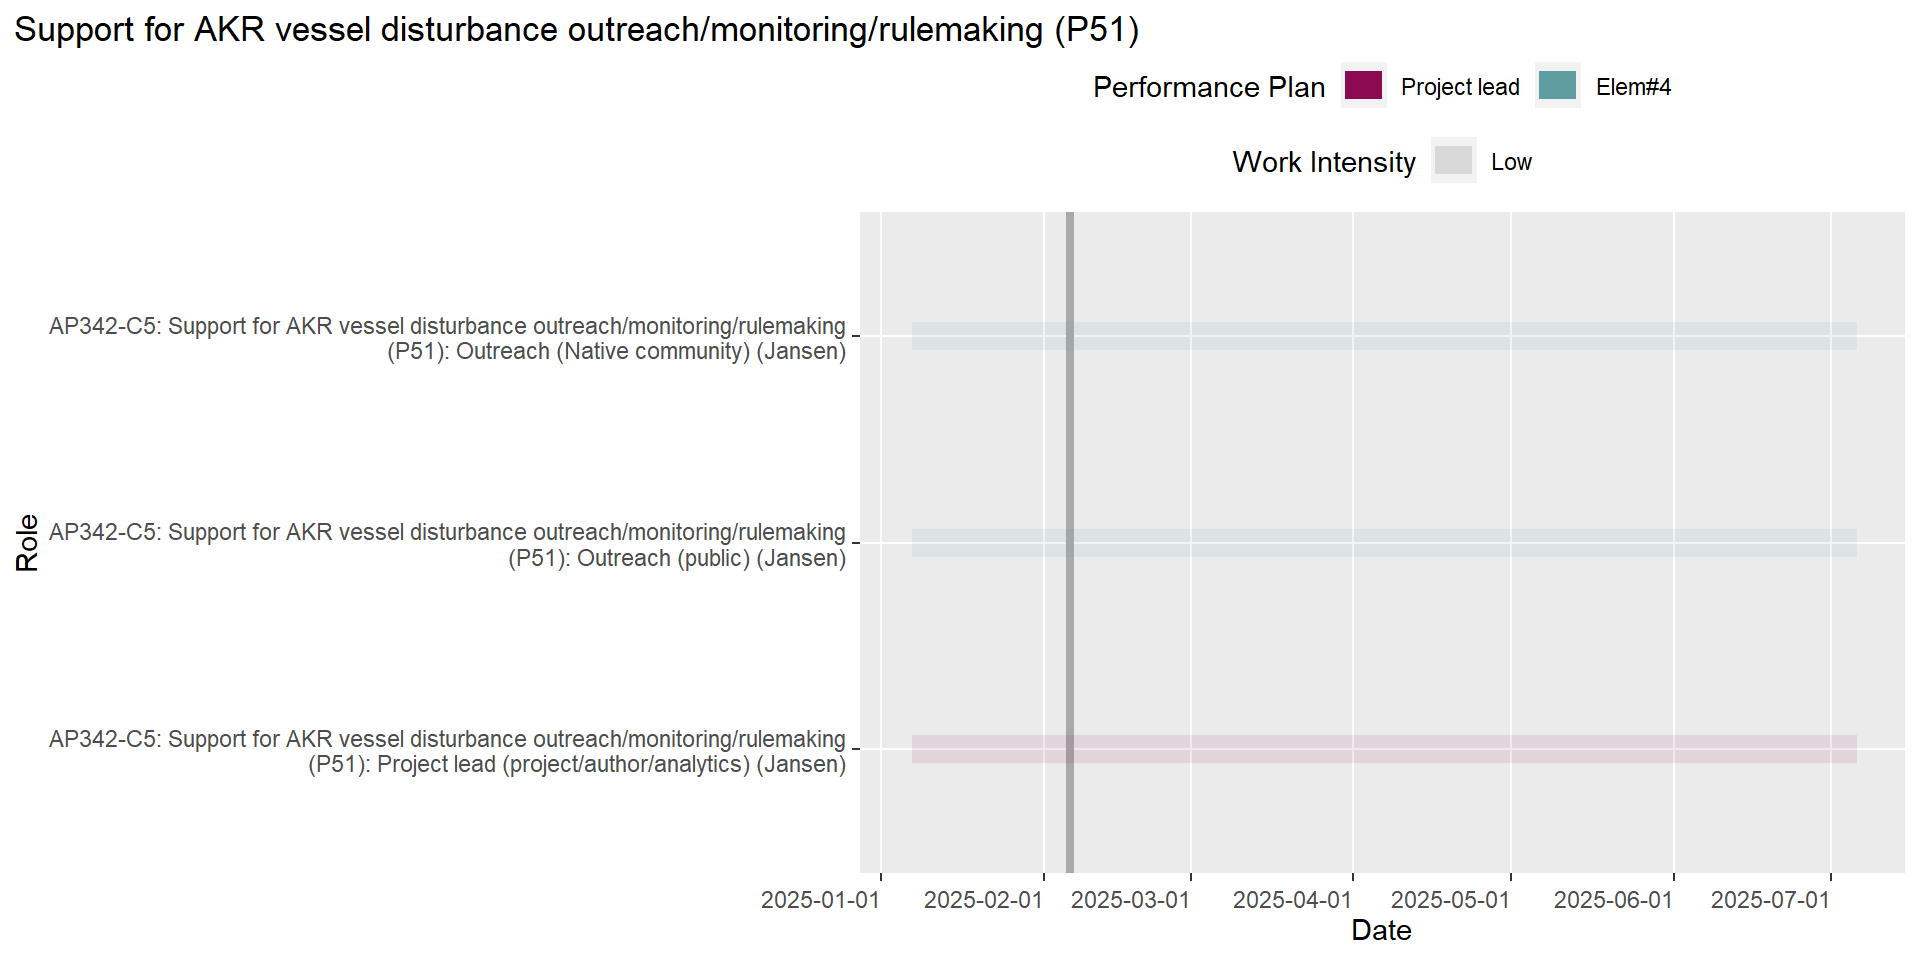 Support for AKR vessel disturbance outreach/monitoring/rulemaking (P51)
Performance Plan Project lead Elem#4
Work Intensity Low
Role
AP342-C5: Support for AKR vessel disturbance outreach/monitoring/rulemaking
(P51): Outreach (Native community) (Jansen)
AP342-C5: Support for AKR vessel disturbance outreach/monitoring/rulemaking
(P51): Outreach (public) (Jansen)
AP342-C5: Support for AKR vessel disturbance outreach/monitoring/rulemaking
(P51): Project lead (project/author/analytics) (Jansen)
2025-01-01 2025-02-01 2025-03-01 2025-04-01 2025-05-01 2025-06-01 2025-07-01
Date